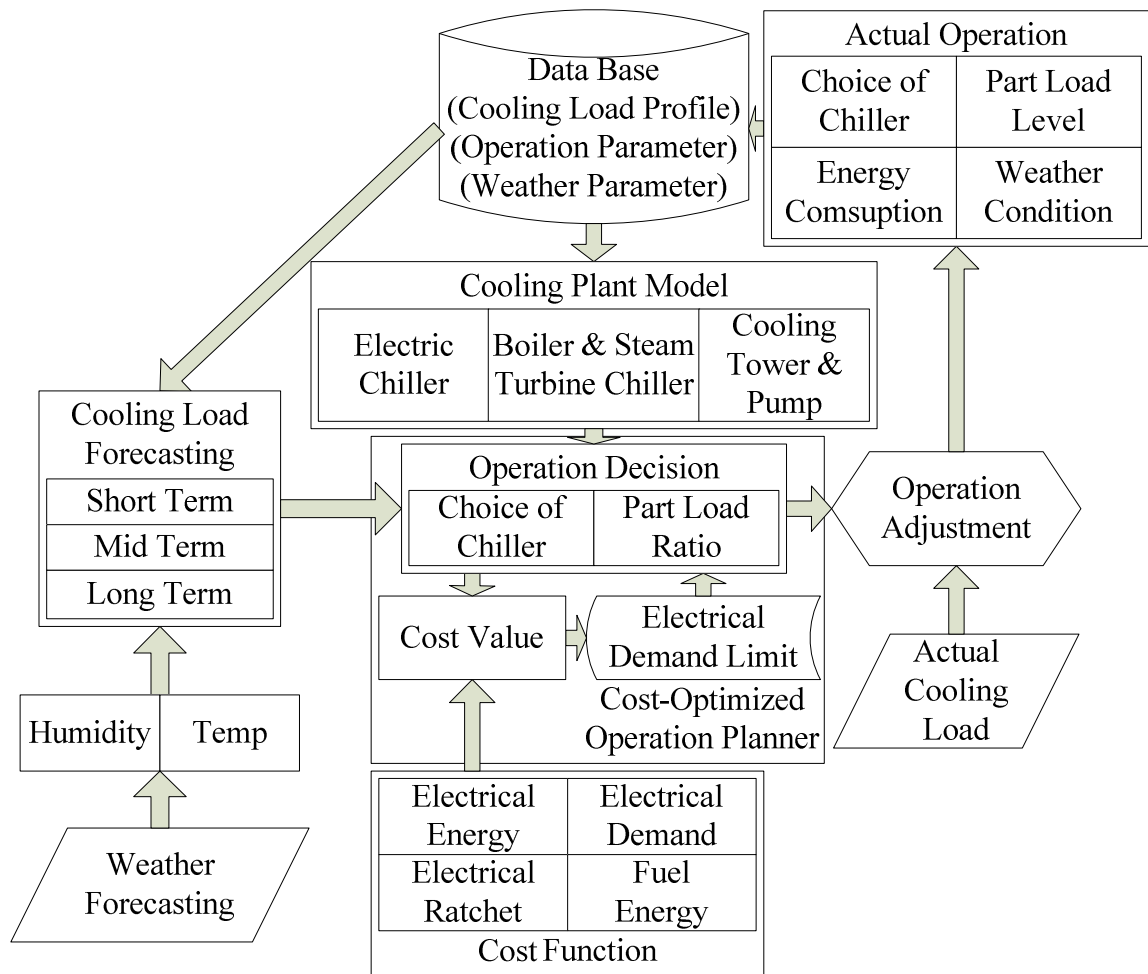 Data Base
(Cooling Load Profile)
(Operation Parameter)
(Weather Parameter)
Actual Operation
Choice of
Chiller
Part Load
Level
Energy
Comsuption
Weather
Condition
Cooling Plant Model
Electric
Chiller
Boiler & Steam
Turbine Chiller
Cooling
Tower &
Pump
Cooling Load
Forecasting
Short Term
Mid Term
Long Term
Operation Decision
Choice of
Chiller
Part Load
Ratio
Operation
Adjustment
Cost Value
Electrical
Demand Limit
Cost-Optimized
Operation Planner
Actual
Cooling
Load
Humidity
Temp
Weather
Forecasting
Electrical
Energy
Electrical
Demand
Electrical
Ratchet
Fuel
Energy
Cost Function